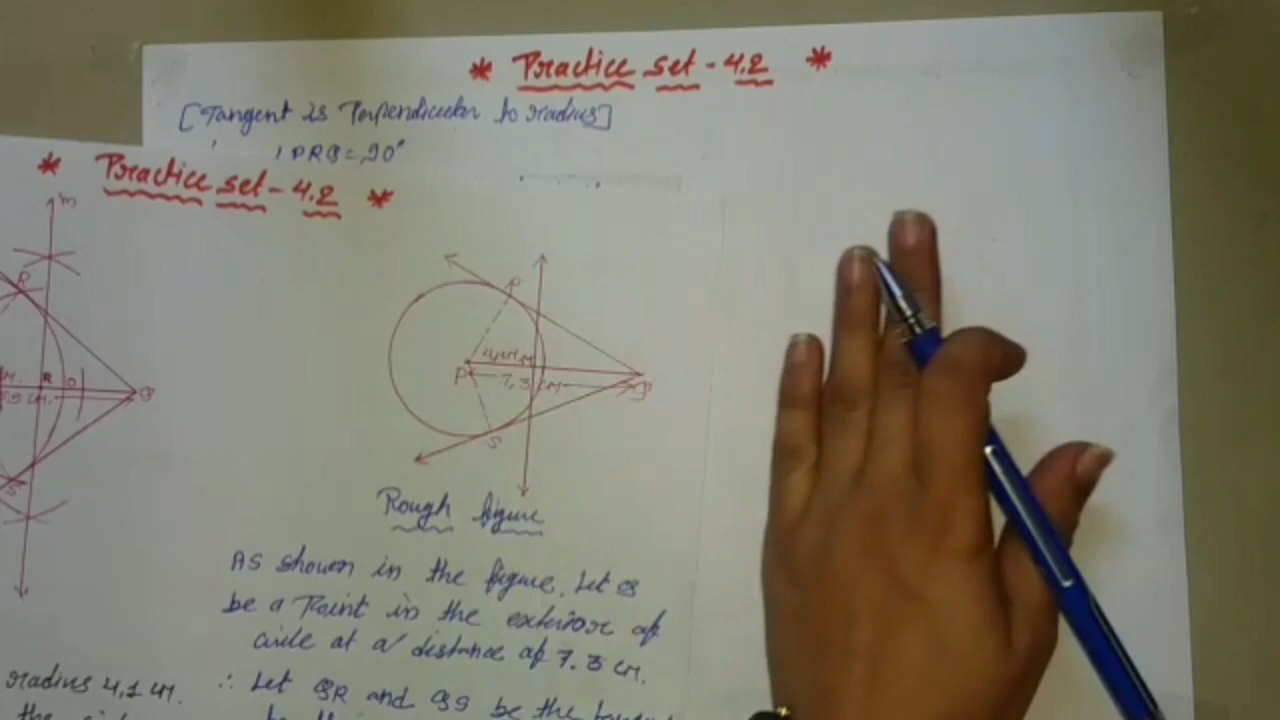 * Practice set - 4.2 *
[Tangent is Perpendicular to radius]
PRQ = 90°
* Practice set - 4.2 *
m
R
R
Q
S
P
4.1 cm
P
7.3 cm
Q
S
Rough figure
As shown in the figure. Let Q
be a Point in the exterior of
circle at a distance of 7.3 cm.
radius 4.1 cm.
∴ Let QR and QS be the
the